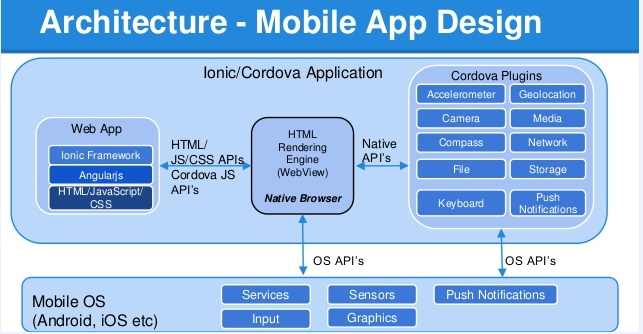 Architecture - Mobile App Design
Ionic/Cordova Application
Web App
Ionic Framework
Angularjs
HTML/JavaScript/
CSS
HTML/
JS/CSS APIs
Cordova JS
API's
HTML
Rendering
Engine
(WebView)
Native Browser
Native
API's
Cordova Plugins
Accelerometer
Geolocation
Camera
Media
Compass
Network
File
Storage
Keyboard
Push
Notifications
OS API's
OS API's
Mobile OS
(Android, iOS etc)
Services
Sensors
Push Notifications
Input
Graphics